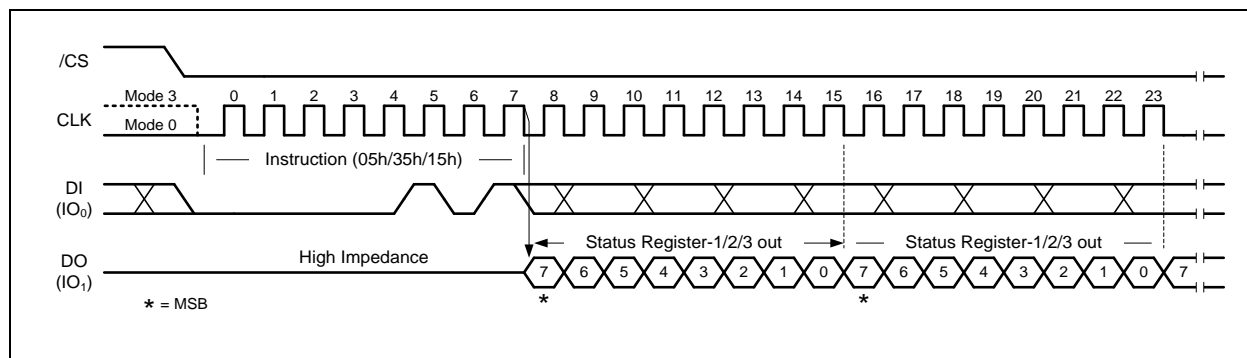 /CS
Mode 3 0 1 2 3 4 5 6 7 8 9 10 11 12 13 14 15 16 17 18 19 20 21 22 23
CLK
Mode 0
Instruction (05h/35h/15h)
DI
(IO₀)
Status Register-1/2/3 out Status Register-1/2/3 out
High Impedance
DO
(IO₁)
7 6 5 4 3 2 1 0 7 6 5 4 3 2 1 0 7
* *
* = MSB